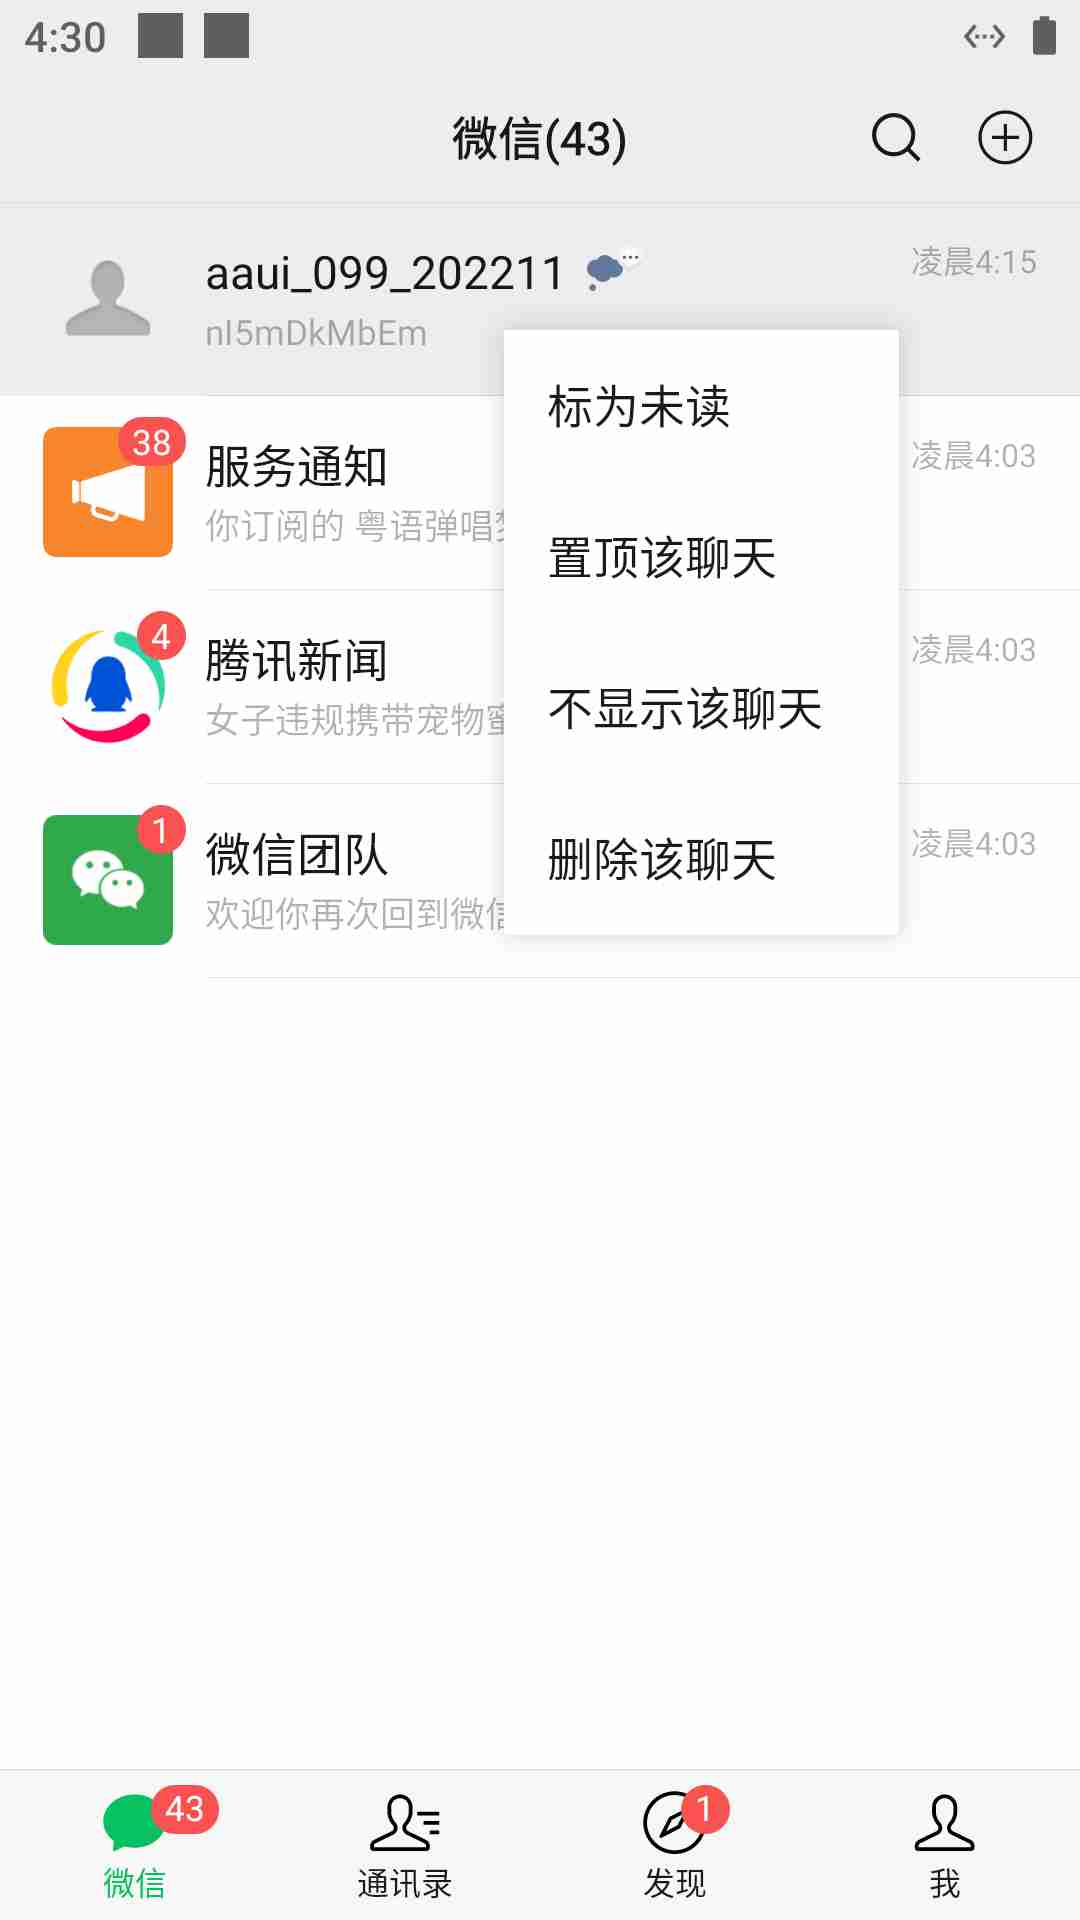 4:30
微信(43)
aaui_099_202211
凌晨4:15
nI5mDkMbEm
标为未读
38
服务通知
凌晨4:03
你订阅的 粤语弹唱
置顶该聊天
4
腾讯新闻
凌晨4:03
女子违规携带宠物蜜
不显示该聊天
1
微信团队
凌晨4:03
欢迎你再次回到微信
删除该聊天
43
1
微信
通讯录
发现
我